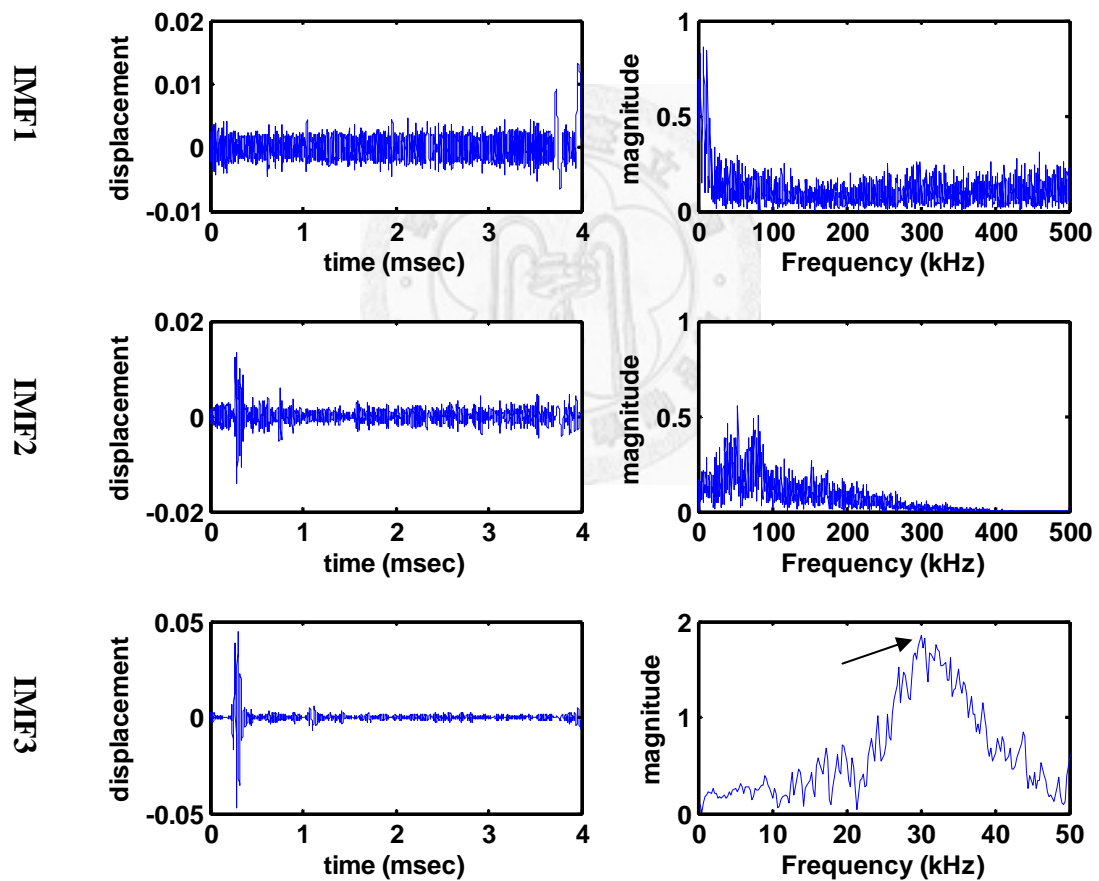 IMF1
displacement
0.02
0.01
0
-0.01
0 1 2 3 4
time (msec)
magnitude
1
0.5
0
0 100 200 300 400 500
Frequency (kHz)
IMF2
displacement
0.02
0
-0.02
0 1 2 3 4
time (msec)
magnitude
1
0.5
0
0 100 200 300 400 500
Frequency (kHz)
IMF3
displacement
0.05
0
-0.05
0 1 2 3 4
time (msec)
magnitude
2
1
0
0 10 20 30 40 50
Frequency (kHz)